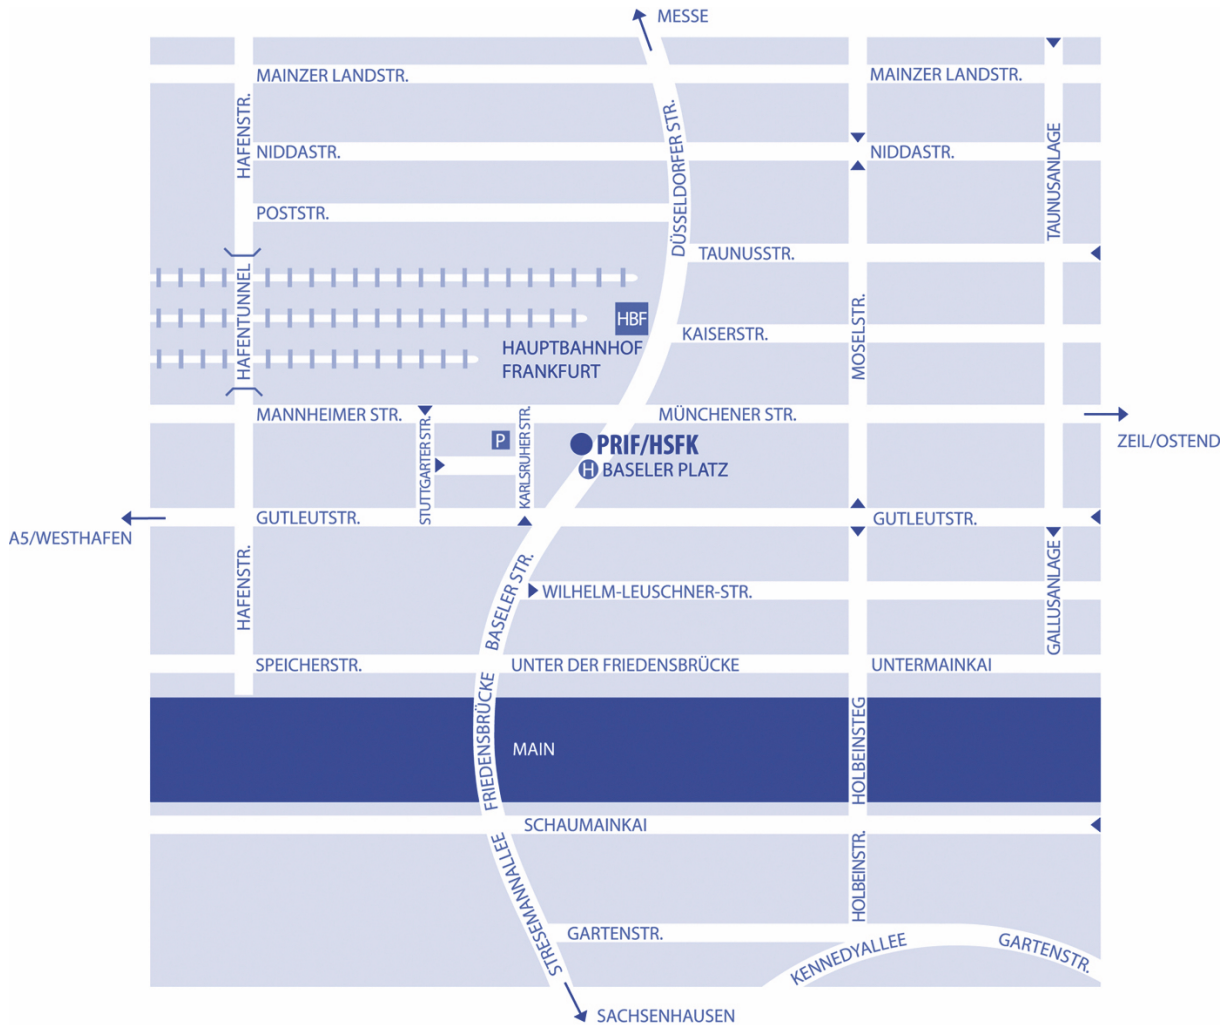 MESSE
MAINZER LANDSTR.
MAINZER LANDSTR.
HAFENSTR.
DÜSSELDORFER STR.
TAUNUSANLAGE
NIDDASTR.
NIDDASTR.
POSTSTR.
TAUNUSSTR.
HAFENTUNNEL
HBF
HAUPTBAHNHOF
FRANKFURT
KAISERSTR.
MOSELSTR.
MANNHEIMER STR.
MÜNCHENER STR.
ZEIL/OSTEND
STUTTGARTER STR.
P
KARLSRUHER STR.
PRIF/HSFK
H BASELER PLATZ
GUTLEUTSTR.
GUTLEUTSTR.
A5/WESTHAFEN
HAFENSTR.
BASELER STR.
WILHELM-LEUSCHNER-STR.
GALLUSANLAGE
SPEICHERSTR.
UNTER DER FRIEDENSBRÜCKE
UNTERMAINKAI
FRIEDENSBRÜCKE
MAIN
HOLBEINSTEG
SCHAUMAINKAI
STRESEMANNALLEE
HOLBEINSTR.
GARTENSTR.
KENNEDYALLEE
GARTENSTR.
SACHSENHAUSEN